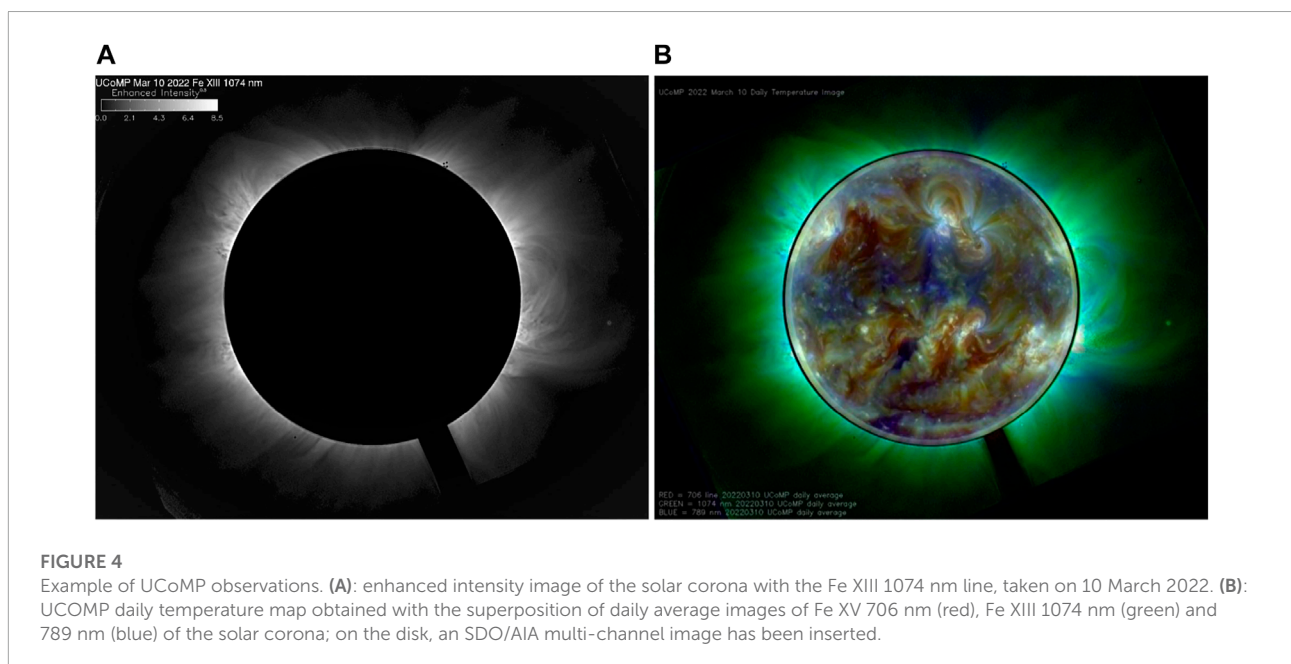 A
B
UCoMP Mar 10 2022 Fe XIII 1074 nm
Enhanced Intensity
0.0 2.1 4.3 6.4 8.5
UCoMP 2022 March 10 Daily Temperature Image
RED = 706 line 20220310 UCoMP daily average
GREEN = 1074 nm 20220310 UCoMP daily average
BLUE = 789 nm 20220310 UCoMP daily average
FIGURE 4
Example of UCoMP observations. (A): enhanced intensity image of the solar corona with the Fe XIII 1074 nm line, taken on 10 March 2022. (B):
UCOMP daily temperature map obtained with the superposition of daily average images of Fe XV 706 nm (red), Fe XIII 1074 nm (green) and
789 nm (blue) of the solar corona; on the disk, an SDO/AIA multi-channel image has been inserted.